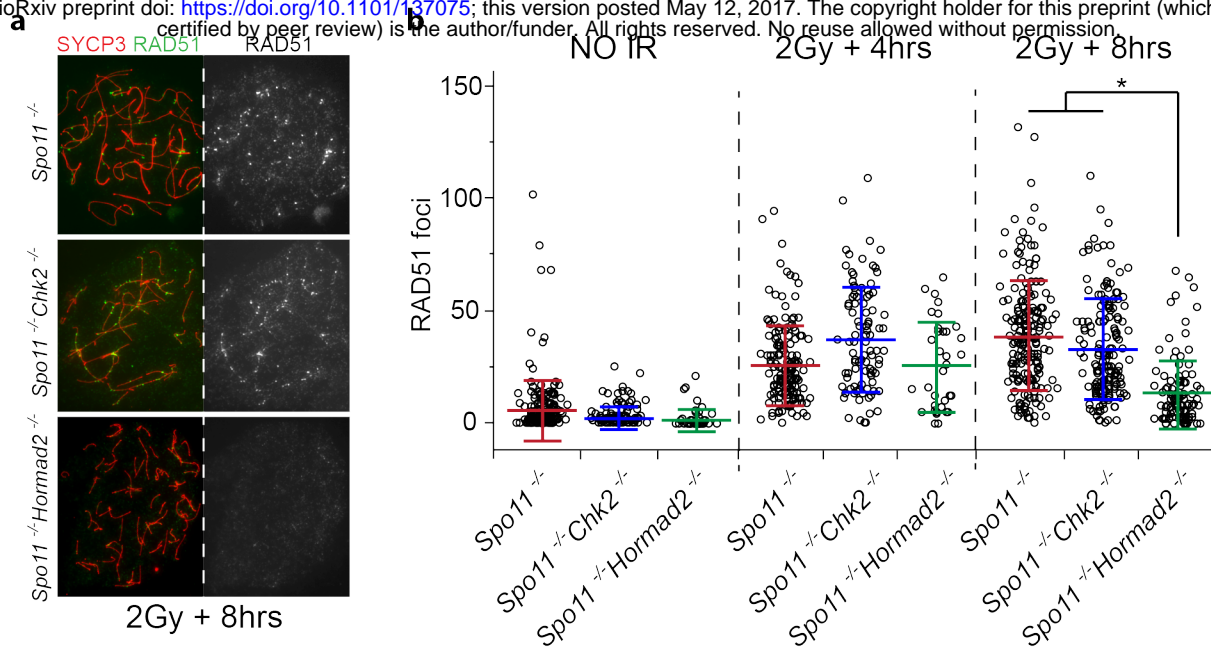 ioRxiv preprint doi: https://doi.org/10.1101/137075; this version posted May 12, 2017. The copyright holder for this preprint (which
certified by peer review) is the author/funder. All rights reserved. No reuse allowed without permission.
a
SYCP3 RAD51 RAD51
Spo11 -/-
Spo11 -/- Chk2 -/-
Spo11 -/- Hormad2 -/-
2Gy + 8hrs
b
NO IR 2Gy + 4hrs 2Gy + 8hrs
*
RAD51 foci
150
100
50
0
Spo11 -/-
Spo11 -/- Chk2 -/-
Spo11 -/- Hormad2 -/-
Spo11 -/-
Spo11 -/- Chk2 -/-
Spo11 -/- Hormad2 -/-
Spo11 -/-
Spo11 -/- Chk2 -/-
Spo11 -/- Hormad2 -/-